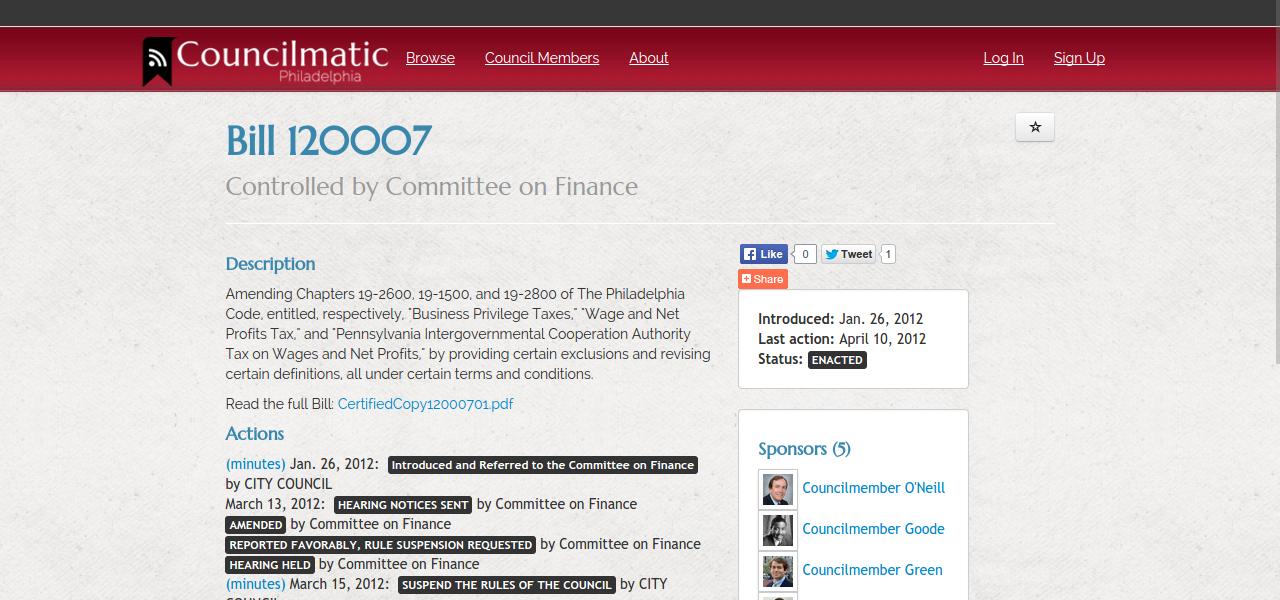 Councilmatic
Philadelphia
Browse
Council Members
About
Log In
Sign Up
Bill 120007
Controlled by Committee on Finance
Description
Amending Chapters 19-2600, 19-1500, and 19-2800 of The Philadelphia
Code, entitled, respectively, "Business Privilege Taxes," "Wage and Net
Profits Tax," and "Pennsylvania Intergovernmental Cooperation Authority
Tax on Wages and Net Profits," by providing certain exclusions and revising
certain definitions, all under certain terms and conditions.
Read the full Bill: CertifiedCopy12000701.pdf
Actions
(minutes) Jan. 26, 2012: Introduced and Referred to the Committee on Finance
by CITY COUNCIL
March 13, 2012: HEARING NOTICES SENT by Committee on Finance
AMENDED by Committee on Finance
REPORTED FAVORABLY, RULE SUSPENSION REQUESTED by Committee on Finance
HEARING HELD by Committee on Finance
(minutes) March 15, 2012: SUSPEND THE RULES OF THE COUNCIL by CITY
Like 0 Tweet 1
Share
Introduced: Jan. 26, 2012
Last action: April 10, 2012
Status: ENACTED
Sponsors (5)
Councilmember O'Neill
Councilmember Goode
Councilmember Green